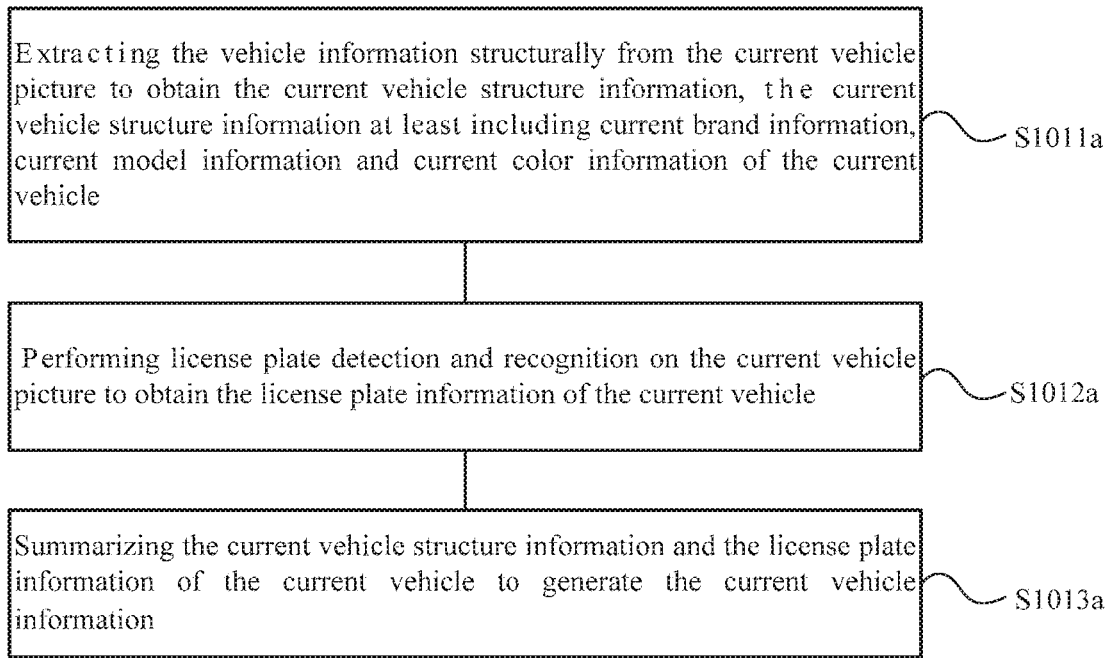 Extracting the vehicle information structurally from the current vehicle
picture to obtain the current vehicle structure information, the current
vehicle structure information at least including current brand information,
current model information and current color information of the current
vehicle
S1011a
Performing license plate detection and recognition on the current vehicle
picture to obtain the license plate information of the current vehicle
S1012a
Summarizing the current vehicle structure information and the license plate
information of the current vehicle to generate the current vehicle
information
S1013a